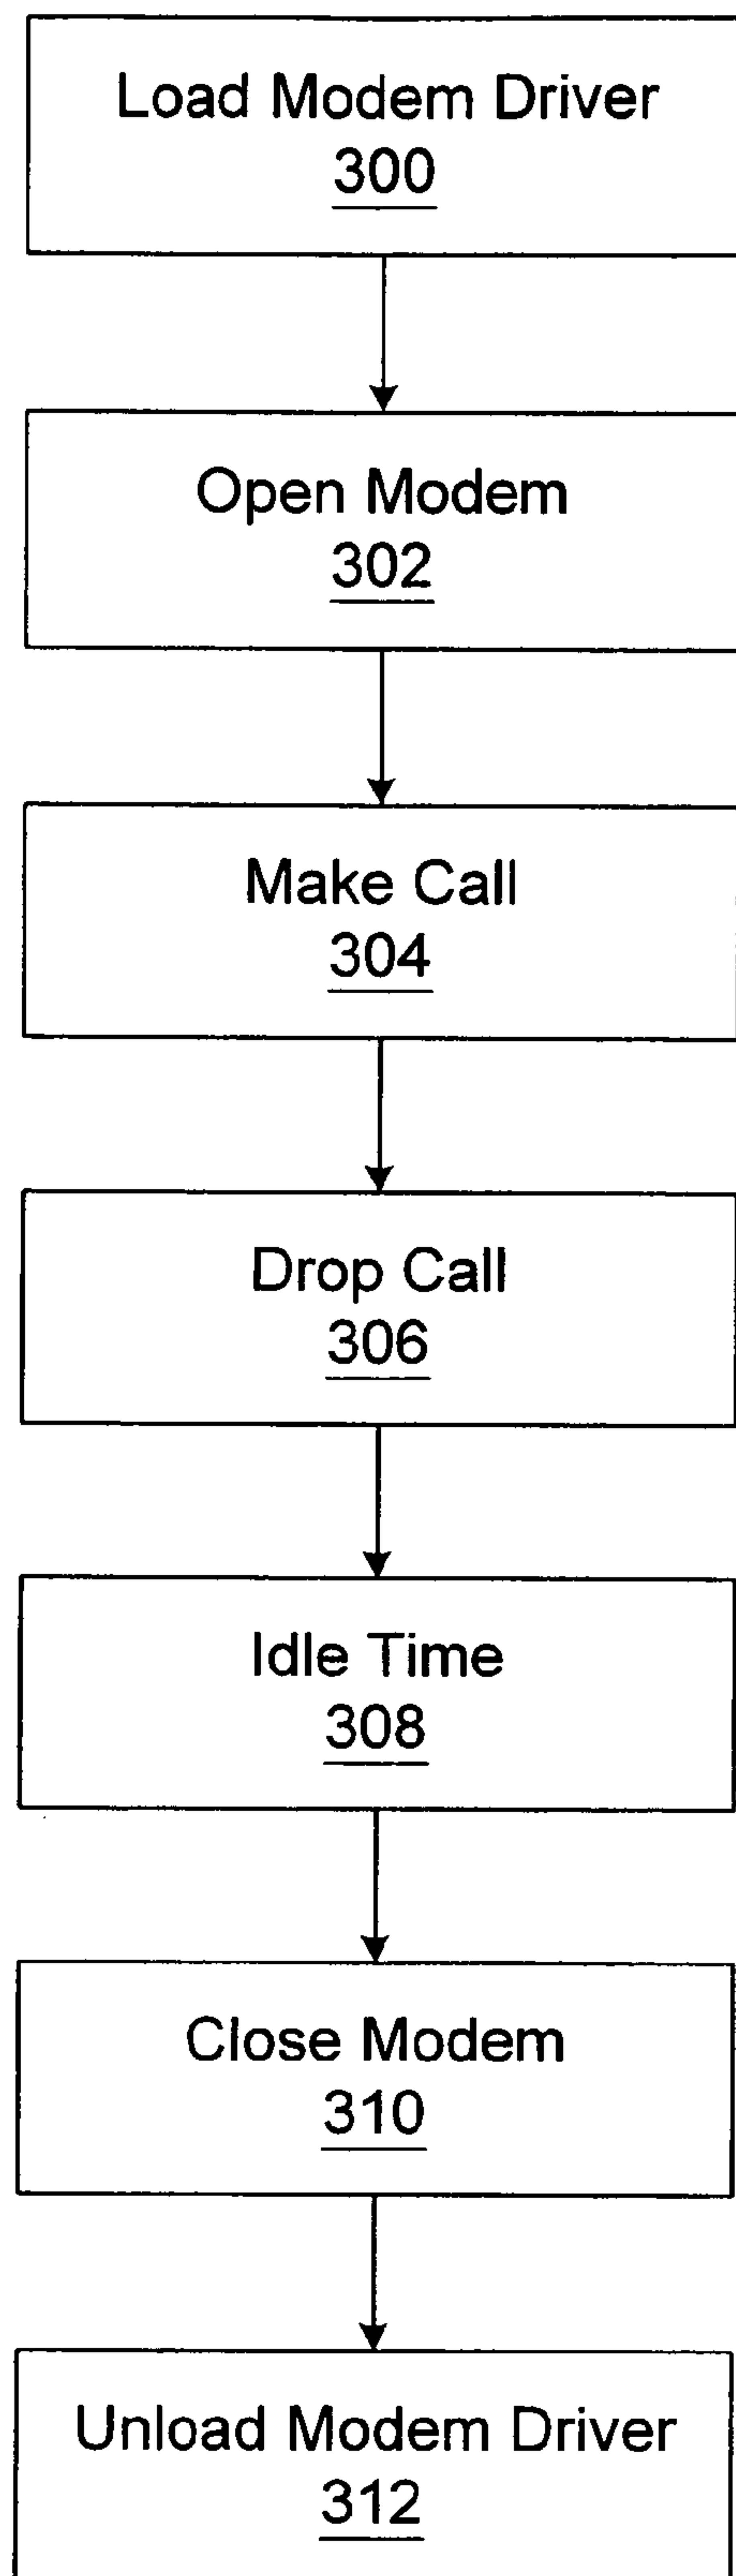 Load Modem Driver
300
Open Modem
302
Make Call
304
Drop Call
306
Idle Time
308
Close Modem
310
Unload Modem Driver
312